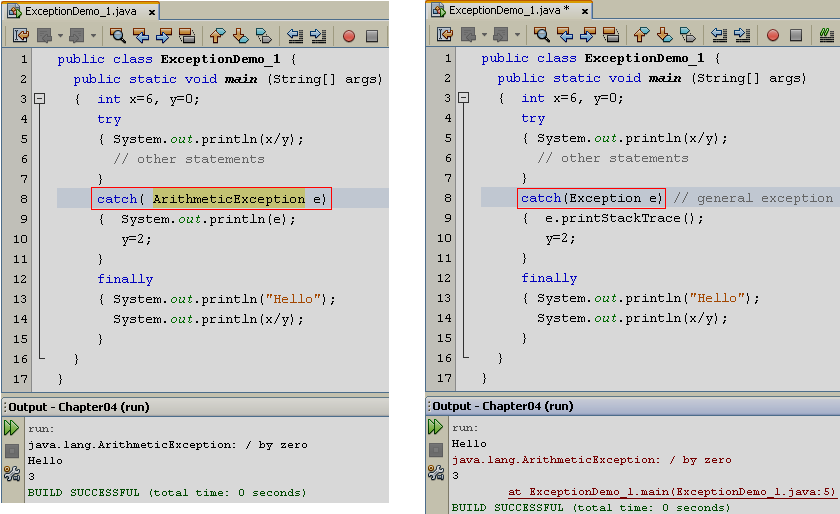 ExceptionDemo_1.java x
1 public class ExceptionDemo_1 {
2 public static void main (String[] args)
3 { int x=6, y=0;
4 try
5 { System.out.println(x/y);
6 // other statements
7 }
8 catch( ArithmeticException e)
9 { System.out.println(e);
10 y=2;
11 }
12 finally
13 { System.out.println("Hello");
14 System.out.println(x/y);
15 }
16 }
17 }
Output - Chapter04 (run)
run:
java.lang.ArithmeticException: / by zero
Hello
3
BUILD SUCCESSFUL (total time: 0 seconds)
ExceptionDemo_1.java * x
1 public class ExceptionDemo_1 {
2 public static void main (String[] args)
3 { int x=6, y=0;
4 try
5 { System.out.println(x/y);
6 // other statements
7 }
8 catch(Exception e) // general exception
9 { e.printStackTrace();
10 y=2;
11 }
12 finally
13 { System.out.println("Hello");
14 System.out.println(x/y);
15 }
16 }
17 }
Output - Chapter04 (run)
run:
Hello
java.lang.ArithmeticException: / by zero
3
at ExceptionDemo_1.main(ExceptionDemo_1.java:5)
BUILD SUCCESSFUL (total time: 0 seconds)